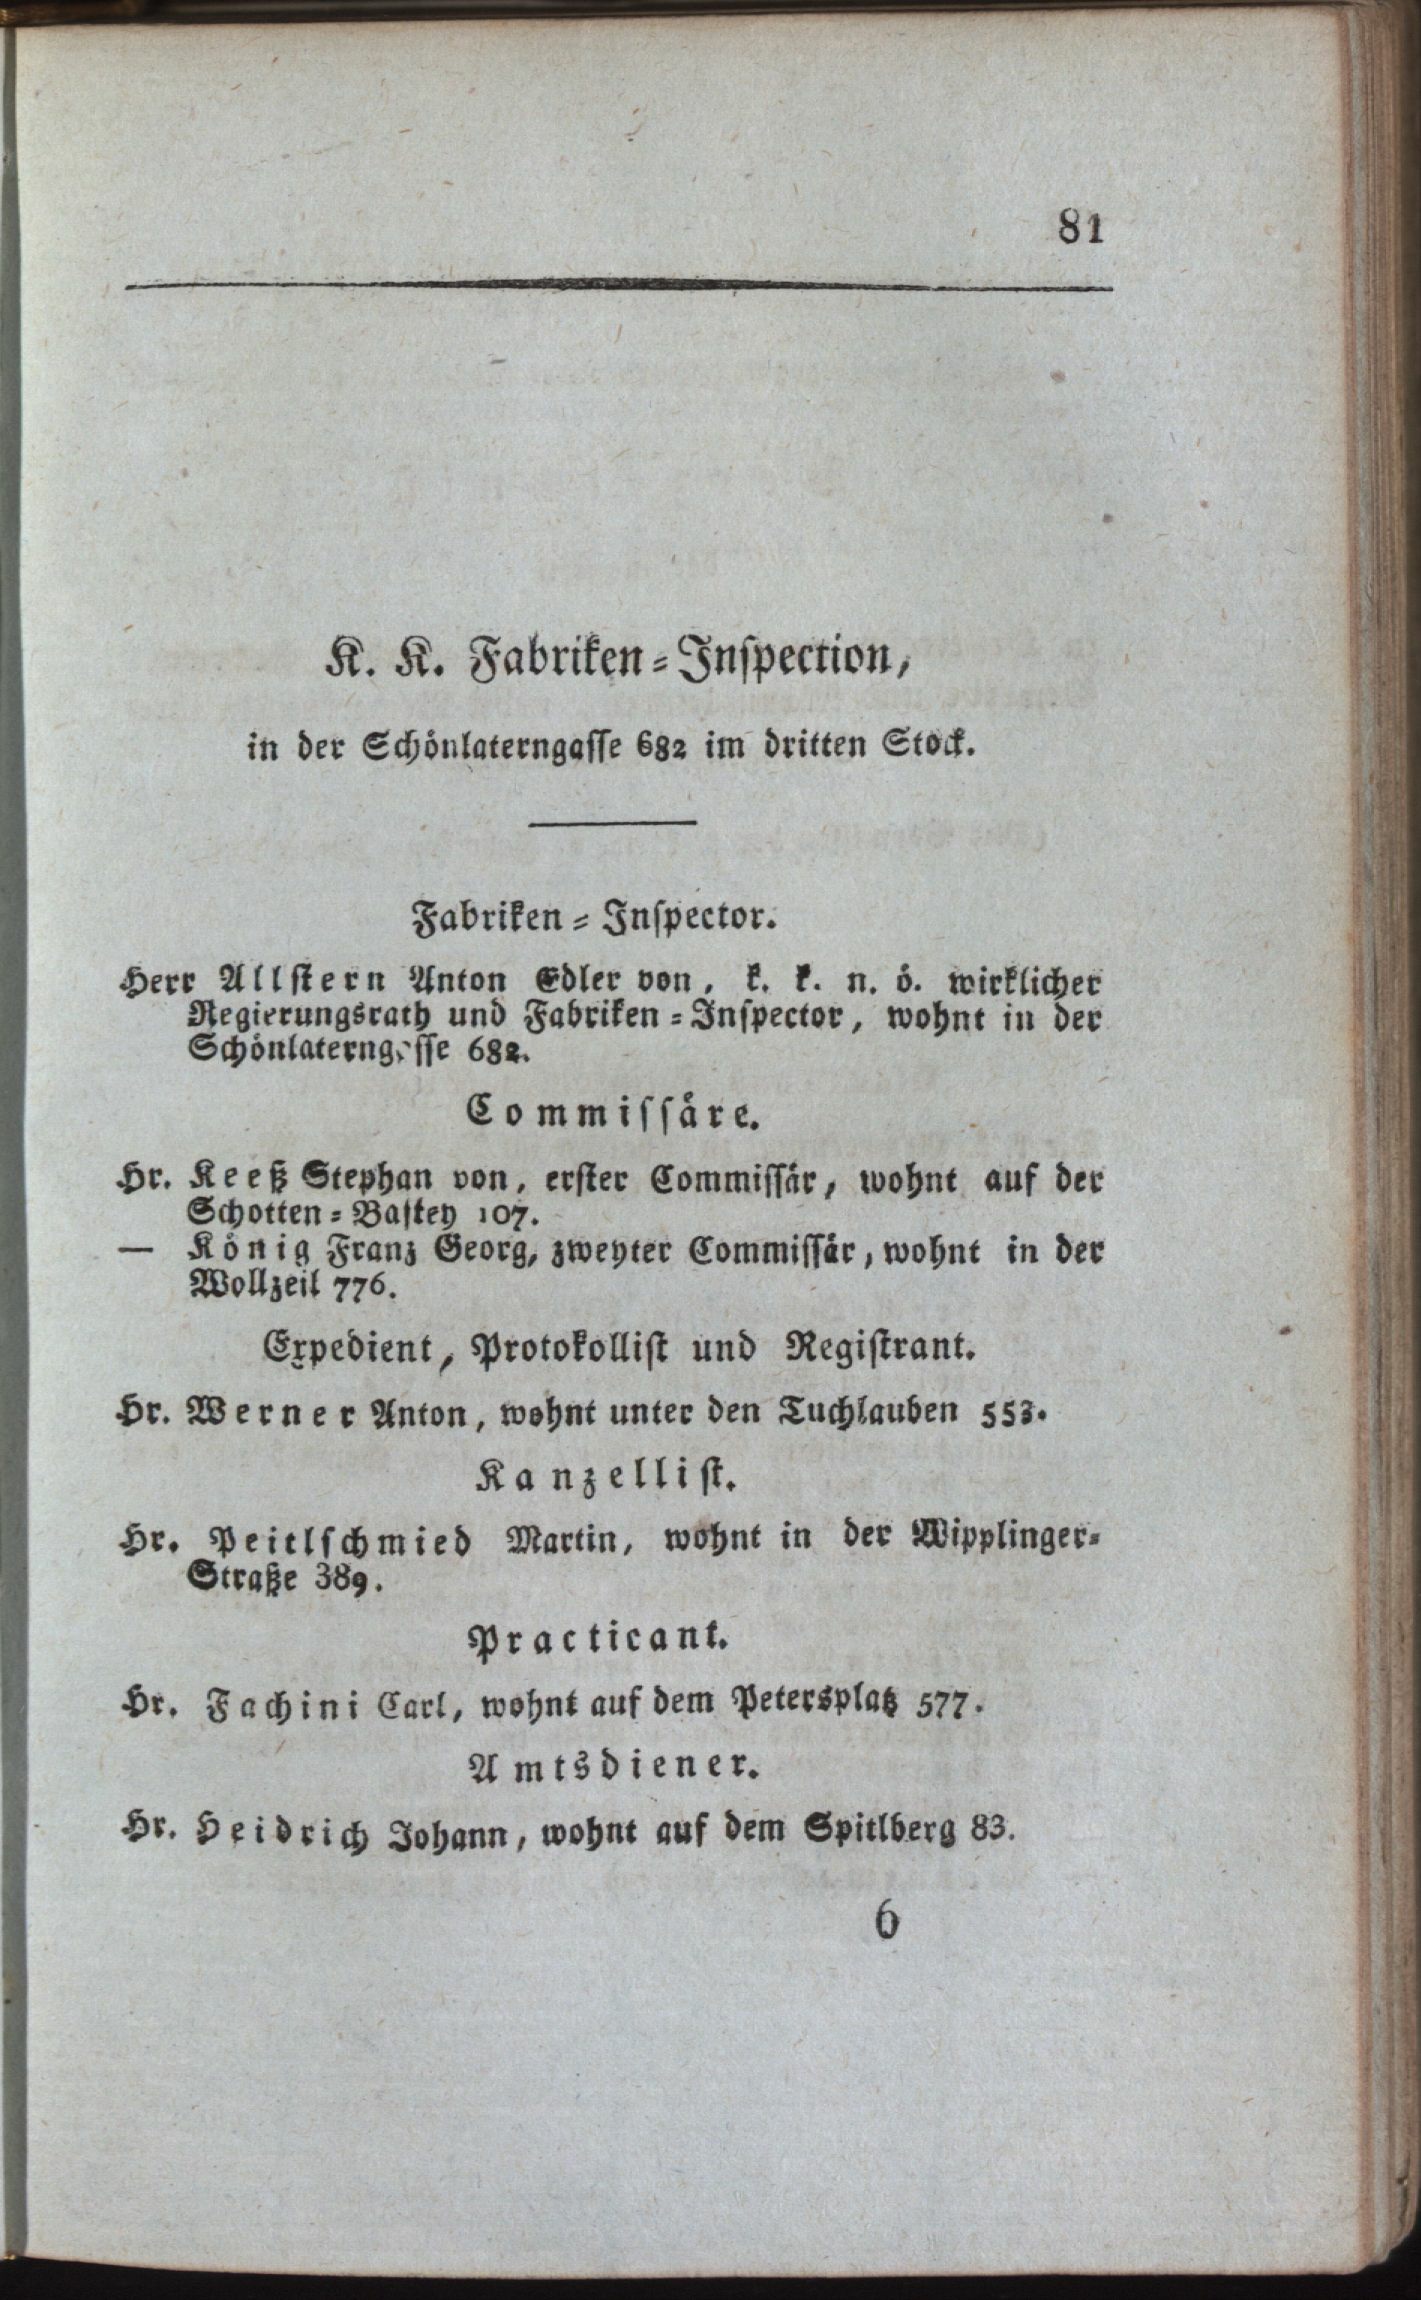 81
K. K. Fabriken-Inspection,
in der Schönlaterngasse 682 im dritten Stock.
Fabriken-Inspector.
Herr Allstern Anton Edler von, k. k. n. ö. wirklicher
Regierungsrath und Fabriken-Inspector, wohnt in der
Schönlaterngasse 682.
Commissäre.
Hr. Keeß Stephan von, erster Commissär, wohnt auf der
Schotten-Bastey 107.
— König Franz Georg, zweyter Commissär, wohnt in der
Wollzeil 776.
Expedient, Protokollist und Registrant.
Hr. Werner Anton, wohnt unter den Tuchlauben 553.
Kanzellist.
Hr. Peitlschmied Martin, wohnt in der Wipplinger-
Straße 389.
Practicant.
Hr. Fachini Carl, wohnt auf dem Petersplatz 577.
Amtsdiener.
Hr. Heidrich Johann, wohnt auf dem Spitlberg 83.
6